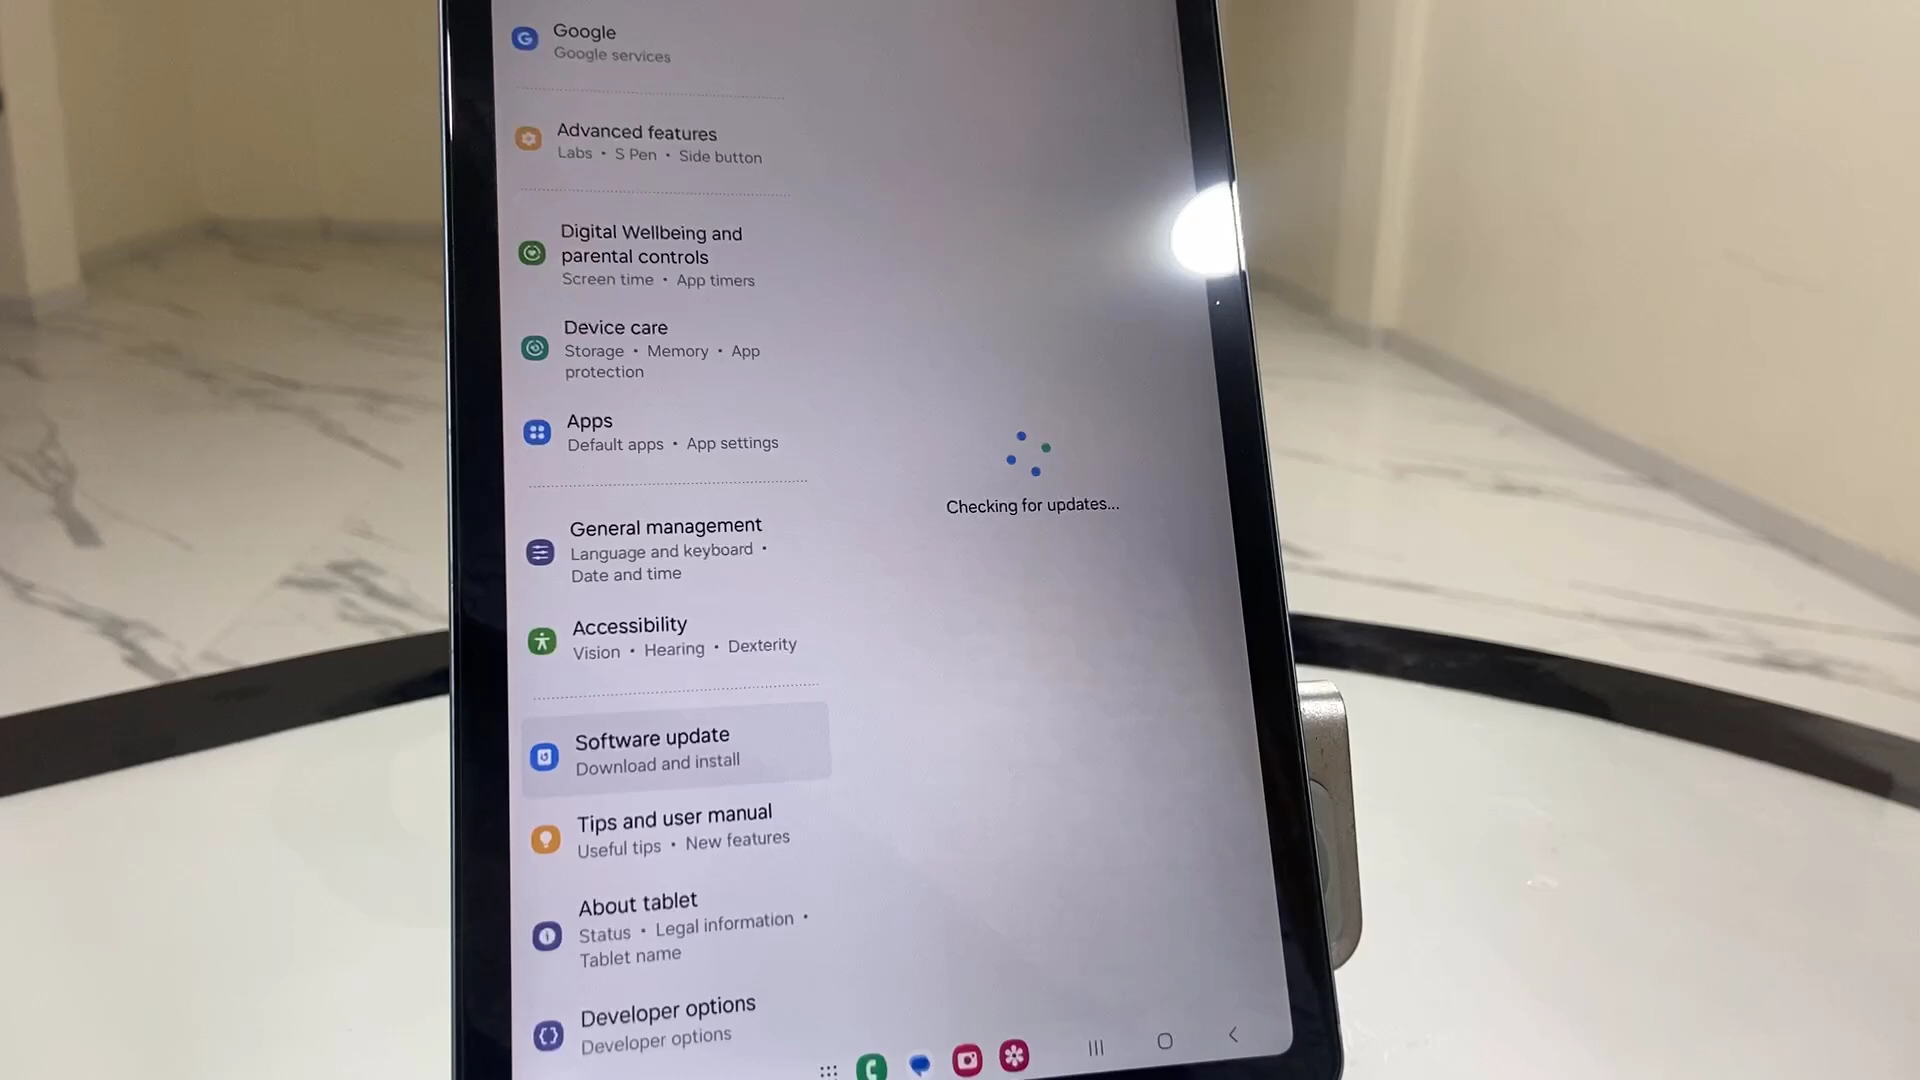 Google
Google services
Advanced features
Labs • S Pen • Side button
Digital Wellbeing and
parental controls
Screen time • App timers
Device care
Storage • Memory • App
protection
Apps
Default apps • App settings
General management
Language and keyboard •
Date and time
Accessibility
Vision • Hearing • Dexterity
Software update
Download and install
Tips and user manual
Useful tips • New features
About tablet
Status • Legal information •
Tablet name
Developer options
Developer options
Checking for updates...